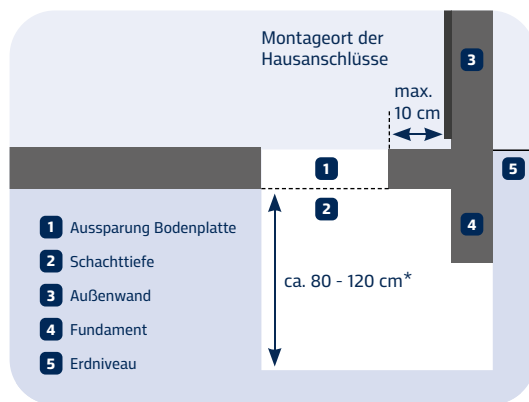 Montageort der
Hausanschlüsse
3
max.
10 cm
1
5
2
1 Aussparung Bodenplatte
2 Schachttiefe
4
3 Außenwand
ca. 80 - 120 cm*
4 Fundament
5 Erdniveau